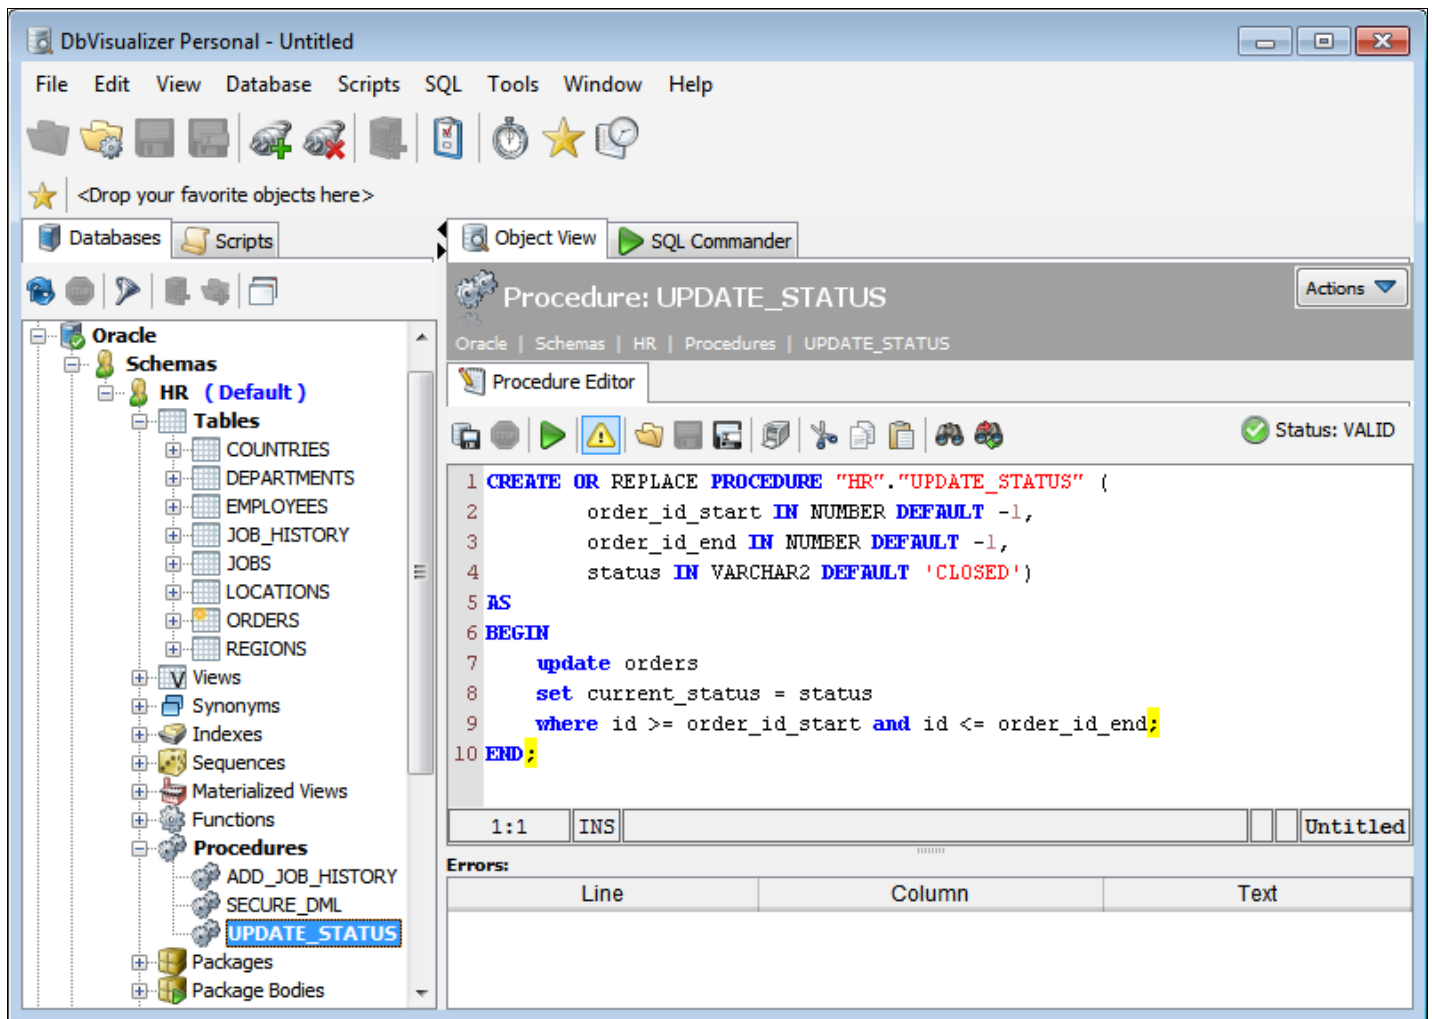 DbVisualizer Personal - Untitled
File Edit View Database Scripts SQL Tools Window Help
<Drop your favorite objects here>
Databases Scripts
Object View SQL Commander
Procedure: UPDATE_STATUS
Actions
Oracle | Schemas | HR | Procedures | UPDATE_STATUS
Procedure Editor
Status: VALID
Oracle
Schemas
HR (Default)
Tables
COUNTRIES
DEPARTMENTS
EMPLOYEES
JOB_HISTORY
JOBS
LOCATIONS
ORDERS
REGIONS
Views
Synonyms
Indexes
Sequences
Materialized Views
Functions
Procedures
ADD_JOB_HISTORY
SECURE_DML
UPDATE_STATUS
Packages
Package Bodies
1 CREATE OR REPLACE PROCEDURE "HR"."UPDATE_STATUS" (
2 order_id_start IN NUMBER DEFAULT -1,
3 order_id_end IN NUMBER DEFAULT -1,
4 status IN VARCHAR2 DEFAULT 'CLOSED')
5 AS
6 BEGIN
7 update orders
8 set current_status = status
9 where id >= order_id_start and id <= order_id_end;
10 END;
1:1 INS Untitled
Errors:
Line Column Text